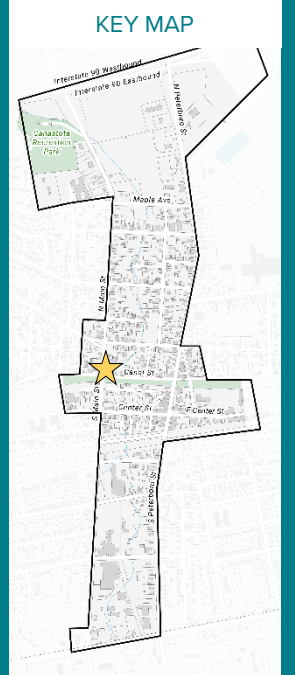 KEY MAP
Interstate 90 Westbound
Interstate 90 Eastbound
N Peterboro St
Canastota
Recreation
Park
Maple Ave
N Main St
Canal St
S Main St
Center St
E Center St
S Peterboro St